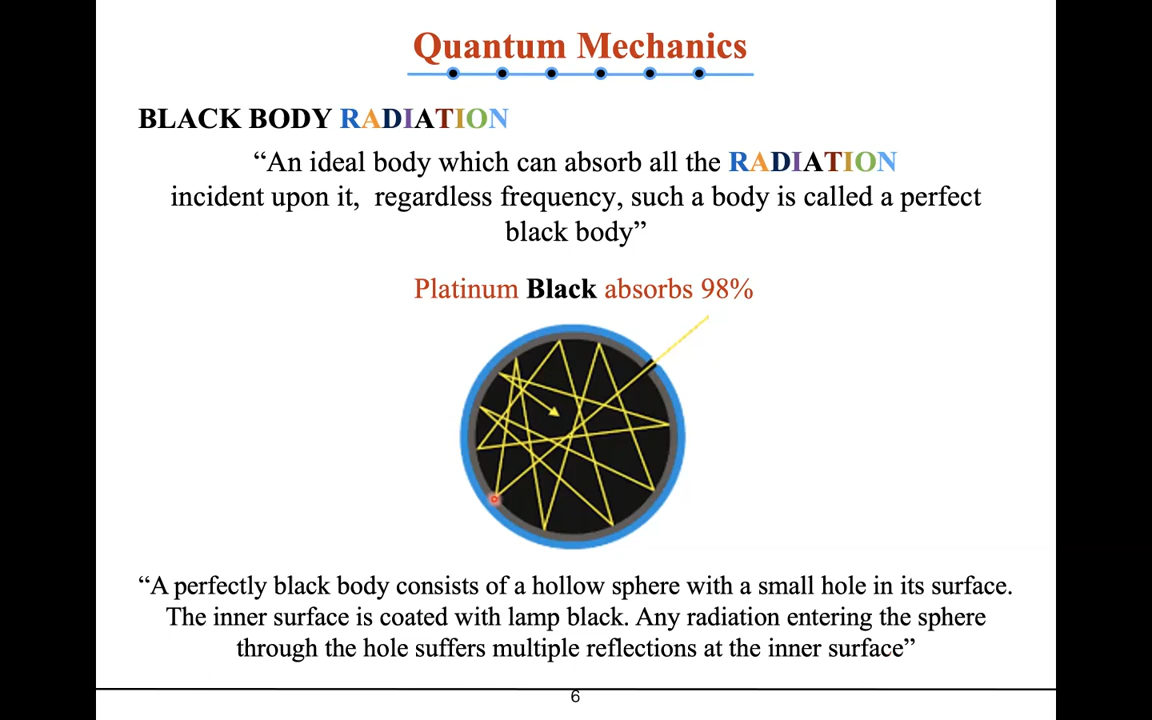 Quantum Mechanics
BLACK BODY RADIATION
“An ideal body which can absorb all the RADIATION
incident upon it, regardless frequency, such a body is called a perfect
black body”
Platinum Black absorbs 98%
“A perfectly black body consists of a hollow sphere with a small hole in its surface.
The inner surface is coated with lamp black. Any radiation entering the sphere
through the hole suffers multiple reflections at the inner surface”
6